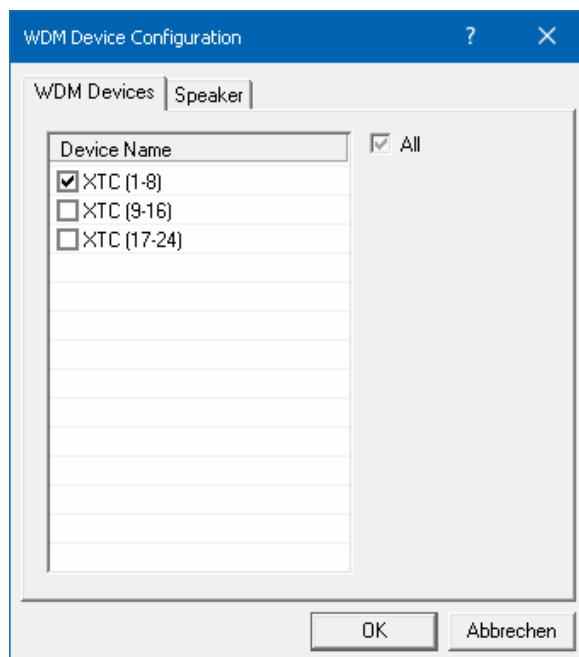 WDM Device Configuration ? ✕
WDM Devices Speaker
Device Name
All
XTC (1-8)
XTC (9-16)
XTC (17-24)
OK Abbrechen